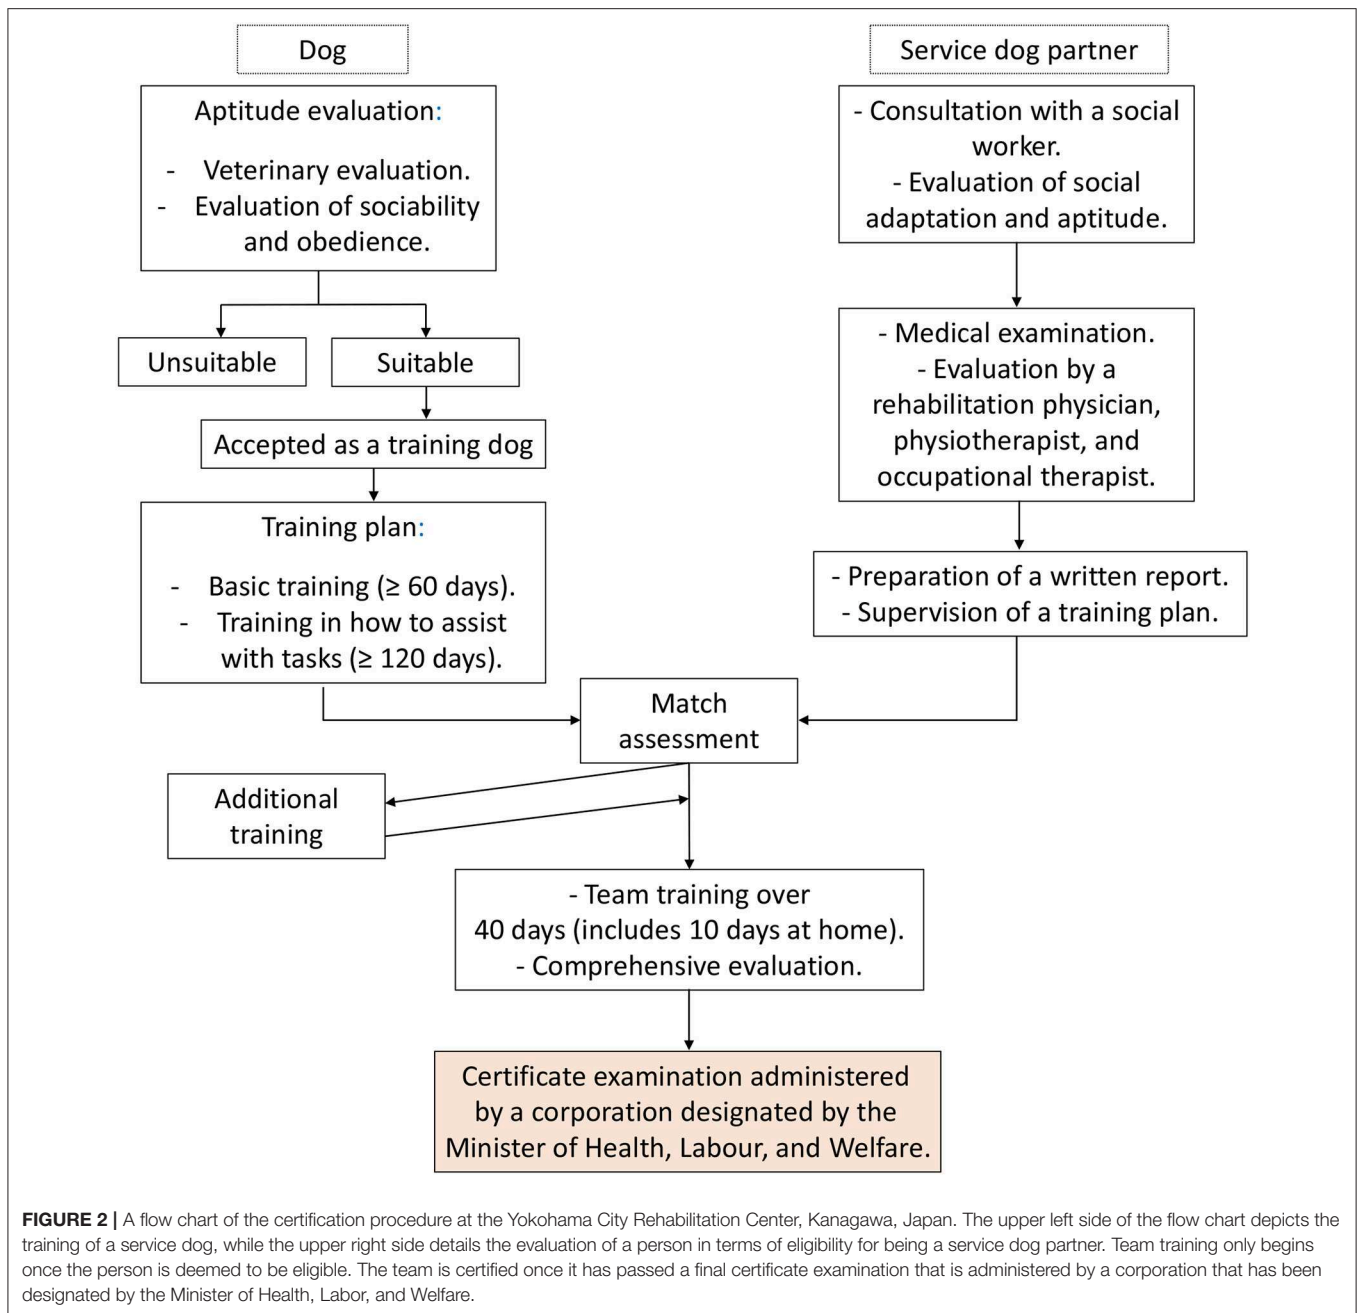 Dog
Aptitude evaluation:
- Veterinary evaluation.
- Evaluation of sociability
and obedience.
Unsuitable
Suitable
Accepted as a training dog
Training plan:
- Basic training (≥ 60 days).
- Training in how to assist
with tasks (≥ 120 days).
Service dog partner
- Consultation with a social
worker.
- Evaluation of social
adaptation and aptitude.
- Medical examination.
- Evaluation by a
rehabilitation physician,
physiotherapist, and
occupational therapist.
- Preparation of a written report.
- Supervision of a training plan.
Match
assessment
Additional
training
- Team training over
40 days (includes 10 days at home).
- Comprehensive evaluation.
Certificate examination administered
by a corporation designated by the
Minister of Health, Labour, and Welfare.
FIGURE 2 | A flow chart of the certification procedure at the Yokohama City Rehabilitation Center, Kanagawa, Japan. The upper left side of the flow chart depicts the
training of a service dog, while the upper right side details the evaluation of a person in terms of eligibility for being a service dog partner. Team training only begins
once the person is deemed to be eligible. The team is certified once it has passed a final certificate examination that is administered by a corporation that has been
designated by the Minister of Health, Labor, and Welfare.